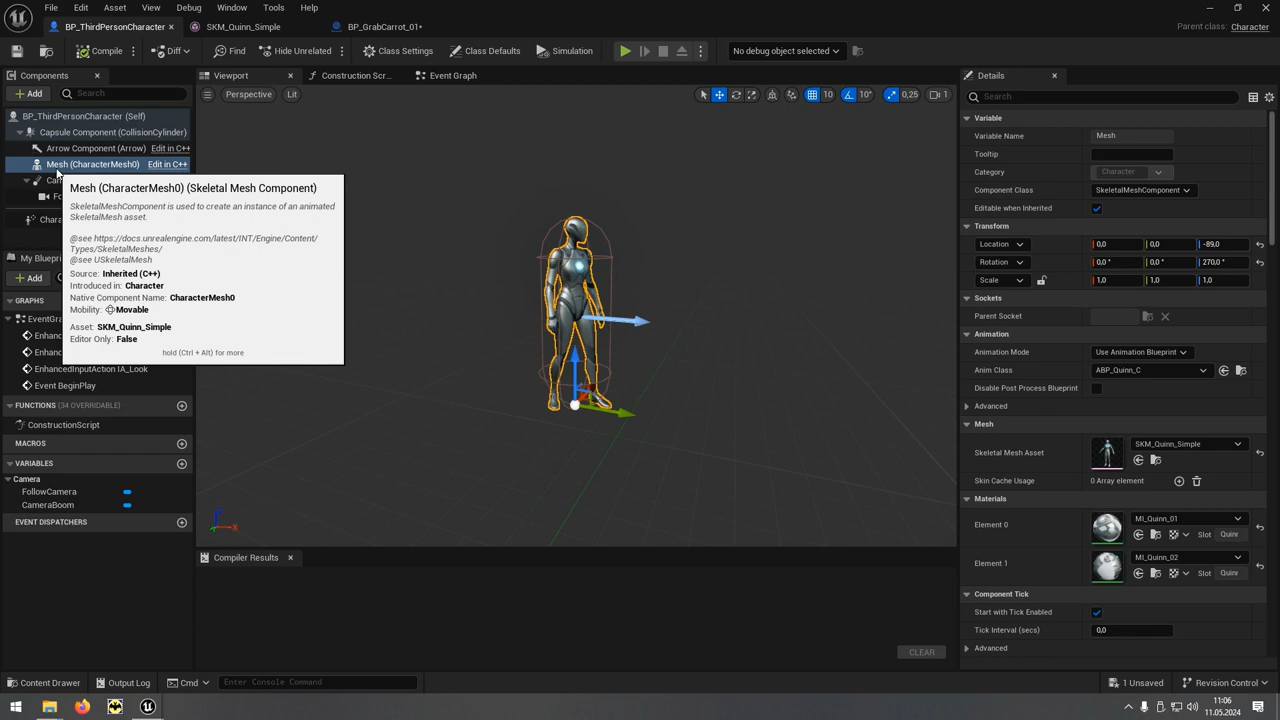 File Edit Asset View Debug Window Tools Help
BP_ThirdPersonCharacter SKM_Quinn_Simple BP_GrabCarrot_01* Parent class: Character
Compile Diff Find Hide Unrelated Class Settings Class Defaults Simulation No debug object selected
Components Viewport Construction Scr... Event Graph Details
Add Search Perspective Lit 10 10° 0,25 1 Search
BP_ThirdPersonCharacter (Self)
Capsule Component (CollisionCylinder)
Arrow Component (Arrow) Edit in C++
Mesh (CharacterMesh0) Edit in C++
Mesh (CharacterMesh0) (Skeletal Mesh Component)
SkeletalMeshComponent is used to create an instance of an animated
SkeletalMesh asset.
@see https://docs.unrealengine.com/latest/INT/Engine/Content/
Types/SkeletalMeshes/
@see USkeletalMesh
Source: Inherited (C++)
Introduced in: Character
Native Component Name: CharacterMesh0
Mobility: Movable
Asset: SKM_Quinn_Simple
Editor Only: False
hold (Ctrl + Alt) for more
Add
GRAPHS
EnhancedInputAction IA_Look
Event BeginPlay
FUNCTIONS (34 OVERRIDABLE)
ConstructionScript
MACROS
VARIABLES
Camera
FollowCamera
CameraBoom
EVENT DISPATCHERS
Compiler Results
CLEAR
Variable
Variable Name Mesh
Tooltip
Category Character
Component Class SkeletalMeshComponent
Editable when Inherited
Transform
Location 0,0 0,0 -89,0
Rotation 0,0 ° 0,0 ° 270,0 °
Scale 1,0 1,0 1,0
Sockets
Parent Socket
Animation
Animation Mode Use Animation Blueprint
Anim Class ABP_Quinn_C
Disable Post Process Blueprint
Advanced
Mesh
Skeletal Mesh Asset SKM_Quinn_Simple
Skin Cache Usage 0 Array element
Materials
Element 0 MI_Quinn_01
Slot Quinr
Element 1 MI_Quinn_02
Slot Quinr
Component Tick
Start with Tick Enabled
Tick Interval (secs) 0,0
Advanced
Content Drawer Output Log Cmd Enter Console Command 1 Unsaved Revision Control
11:06
11.05.2024